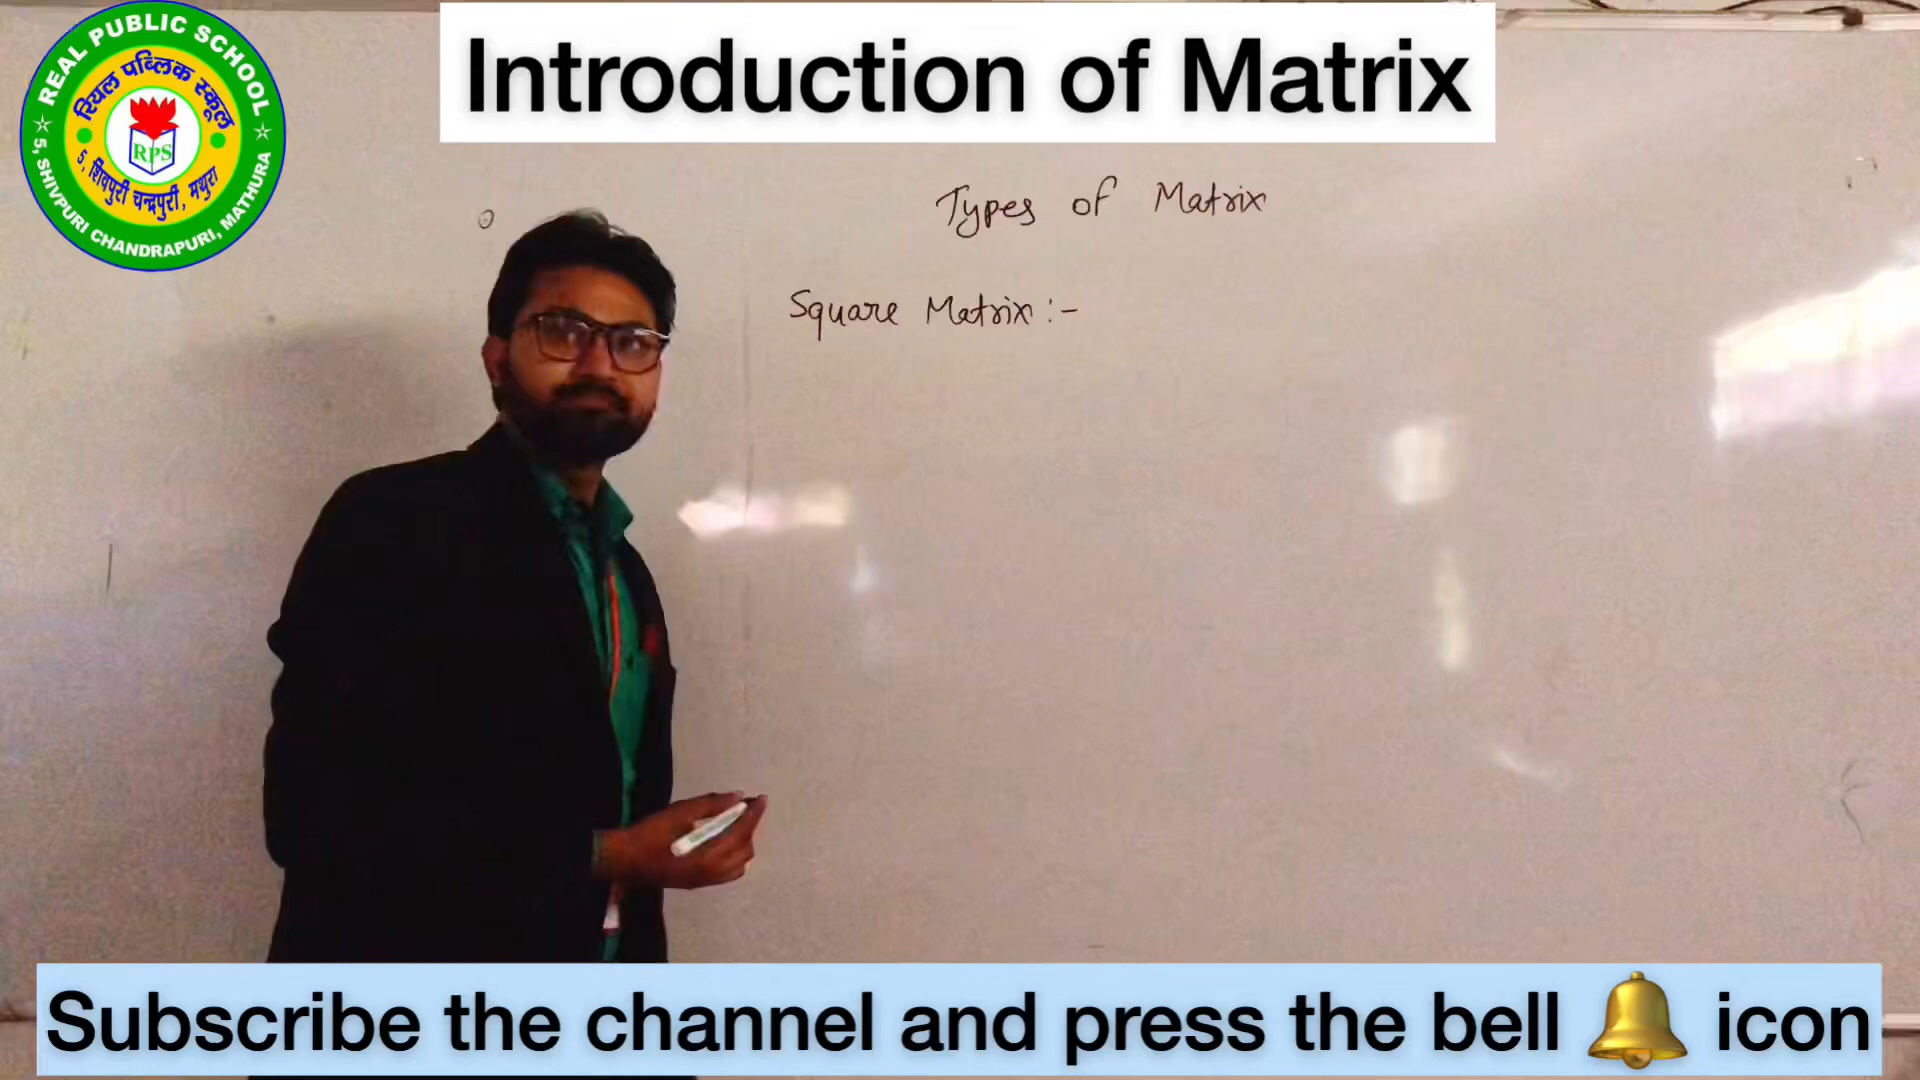 REAL PUBLIC SCHOOL
रियल पब्लिक स्कूल
RPS
5, शिवपुरी चन्द्रपुरी, मथुरा
5, SHIVPURI CHANDRAPURI, MATHURA
Introduction of Matrix
Types of Matrix
Square Matrix :-
Subscribe the channel and press the bell 🔔 icon